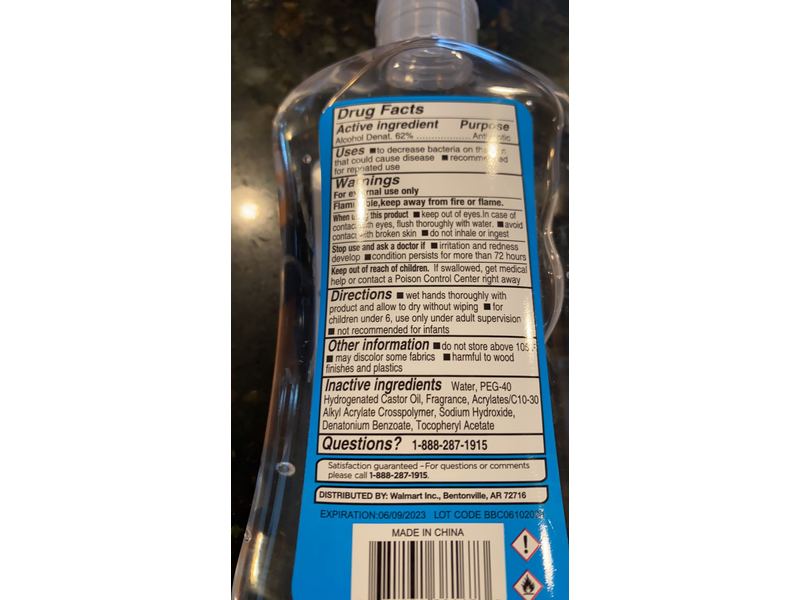 Drug Facts
Active ingredient Purpose
Alcohol Denat. 62%
Uses ■ to decrease bacteria on
that could cause disease ■
for repeated use
Warnings
For external use only
keep away from fire or flame.
When using this product ■ keep out of eyes.In case of
contact with eyes, flush thoroughly with water. ■ avoid
contact with broken skin ■ do not inhale or ingest
Stop use and ask a doctor if ■ irritation and redness
develop ■ condition persists for more than 72 hours
Keep out of reach of children. If swallowed, get medical
help or contact a Poison Control Center right away
Directions ■ wet hands thoroughly with
product and allow to dry without wiping ■ for
children under 6, use only under adult supervision
■ not recommended for infants
Other information ■ do not store above
■ may discolor some fabrics ■ harmful to wood
finishes and plastics
Inactive ingredients Water, PEG-40
Hydrogenated Castor Oil, Fragrance, Acrylates/C10-30
Alkyl Acrylate Crosspolymer, Sodium Hydroxide,
Denatonium Benzoate, Tocopheryl Acetate
Questions? 1-888-287-1915
Satisfaction guaranteed – For questions or comments
please call 1-888-287-1915.
DISTRIBUTED BY: Walmart Inc., Bentonville, AR 72716
EXPIRATION:06/09/2023 LOT CODE
MADE IN CHINA